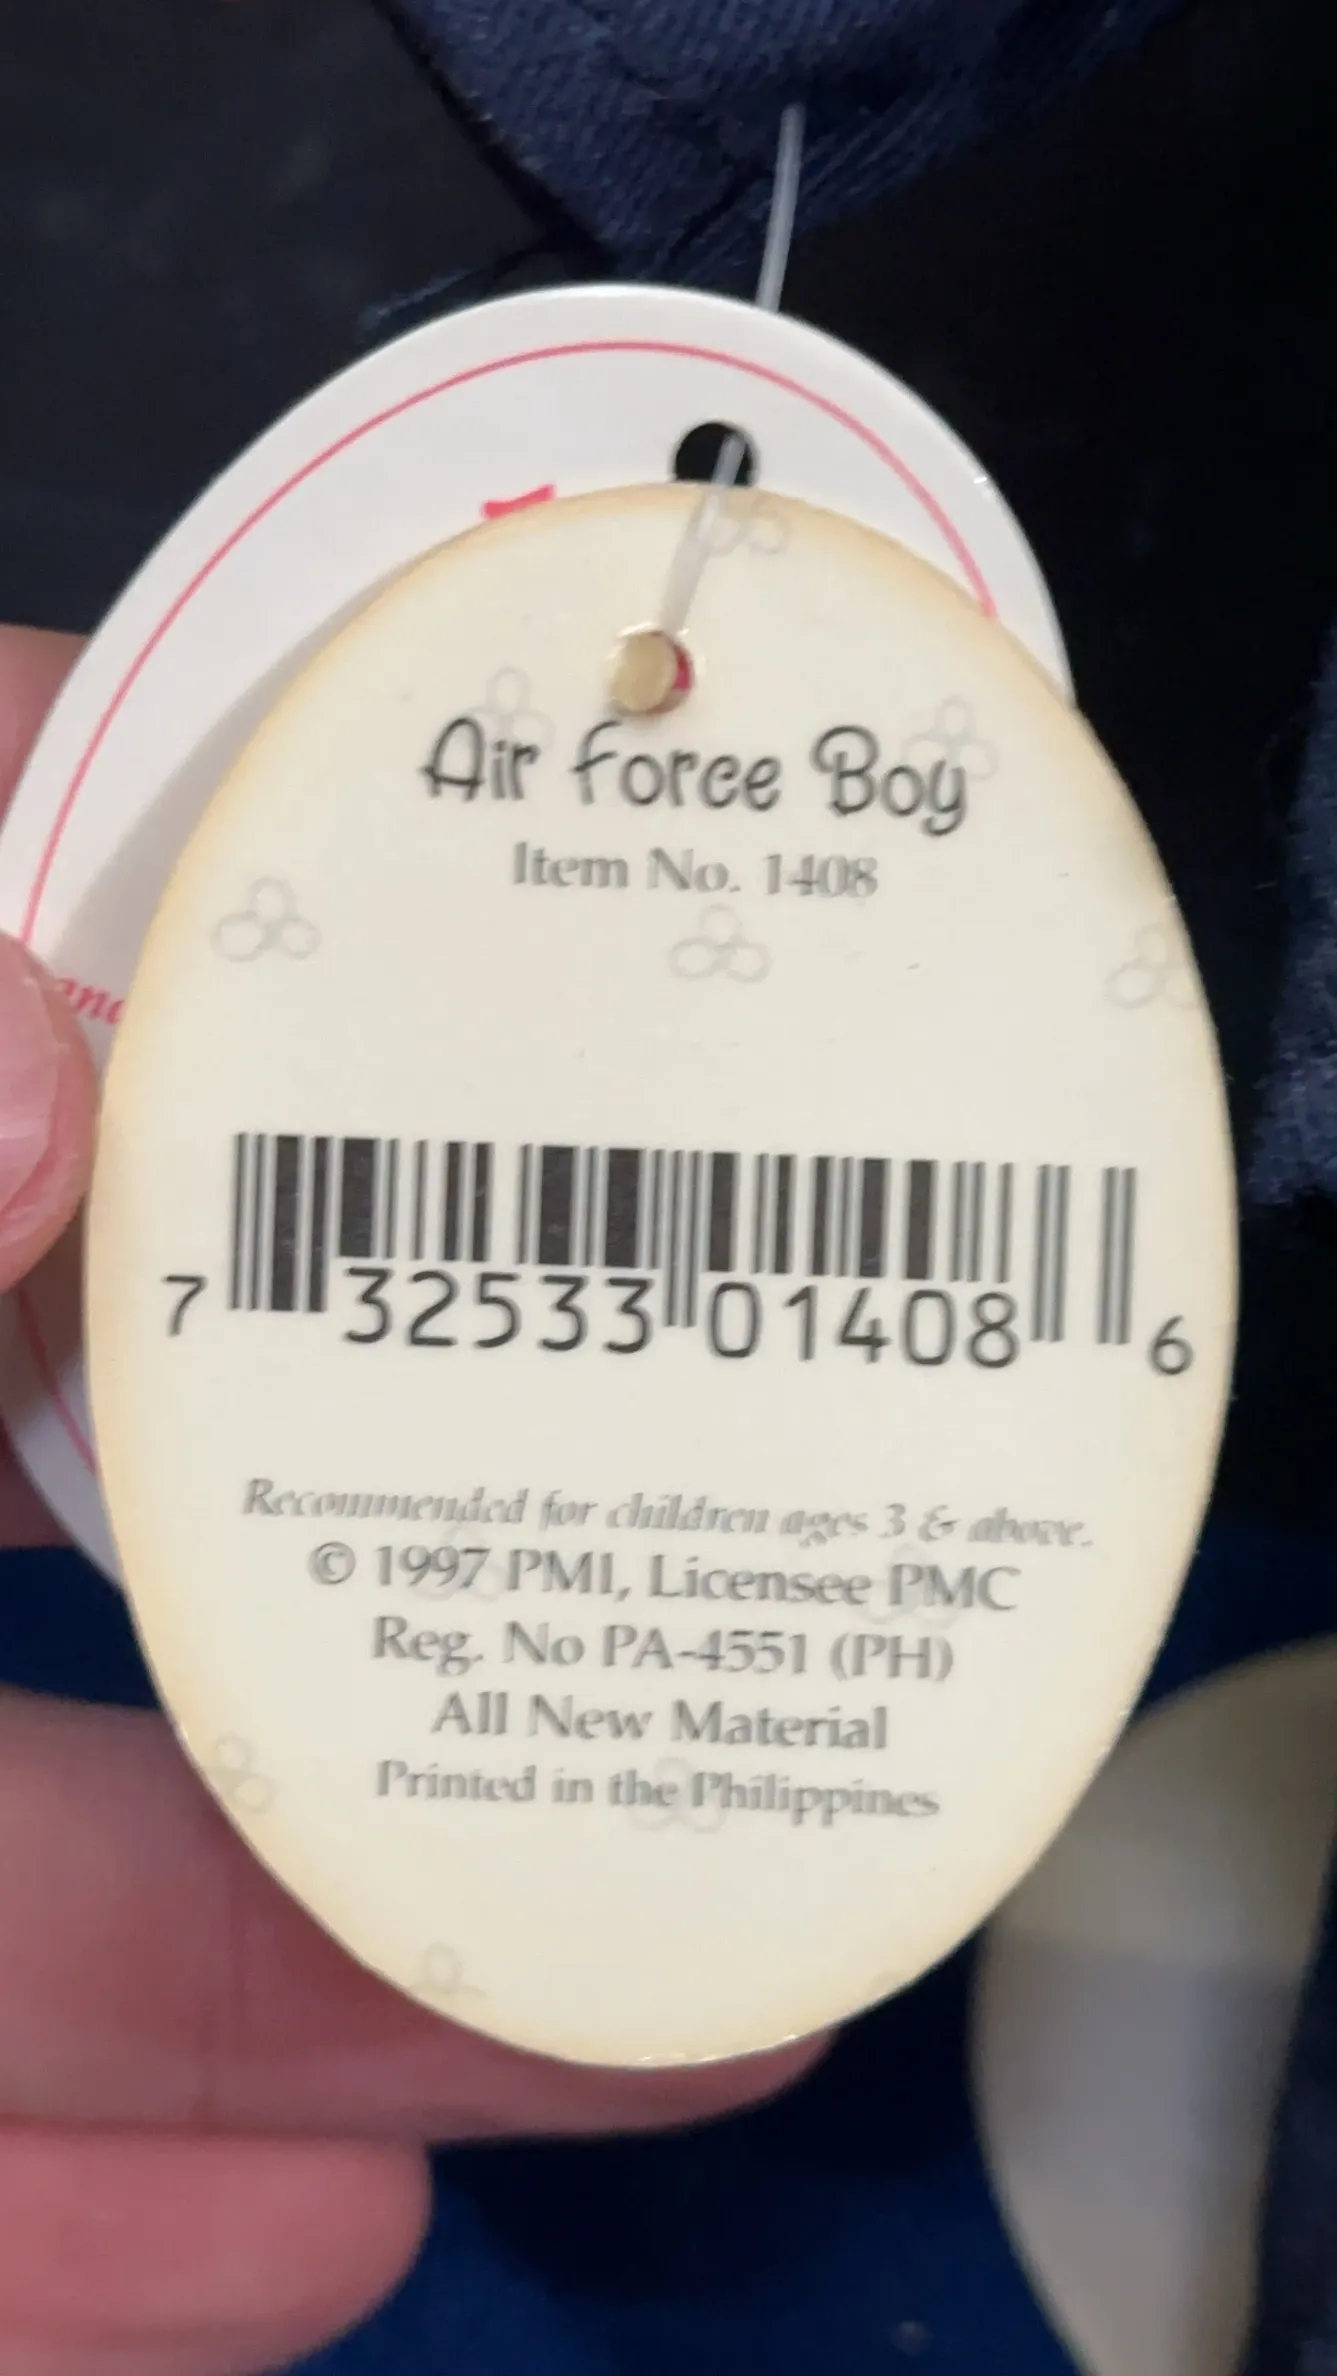 Air Force Boy
Item No. 1408
7 32533 01408 6
Recommended for children ages 3 & above.
© 1997 PMI, Licensee PMC
Reg. No PA-4551 (PH)
All New Material
Printed in the Philippines